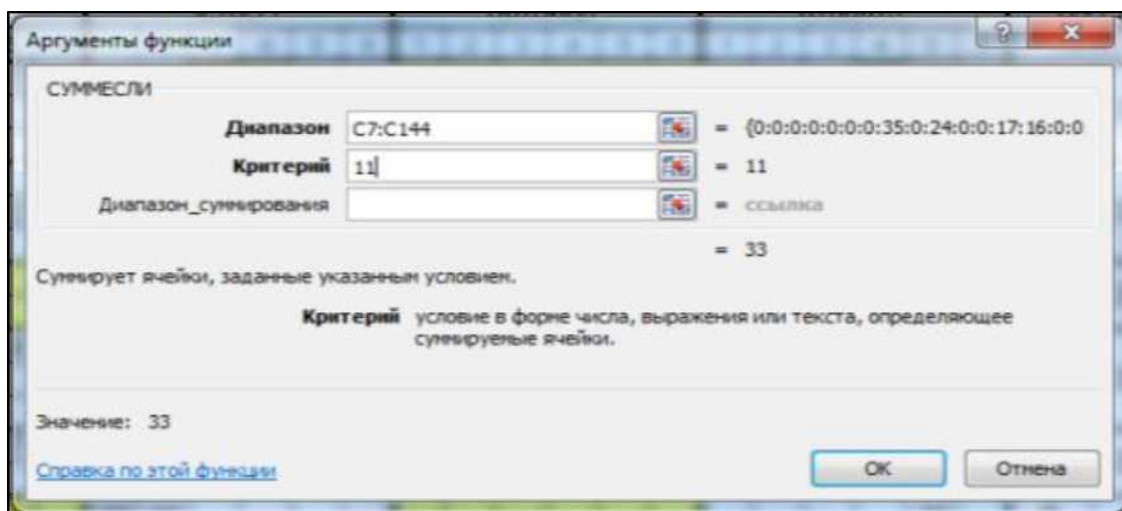 Аргументы функции
СУММЕСЛИ
Диапазон C7:C144 = {0:0:0:0:0:0:0:35:0:24:0:0:17:16:0:0
Критерий 11 = 11
Диапазон_суммирования = ссылка
= 33
Суммирует ячейки, заданные указанным условием.
Критерий условие в форме числа, выражения или текста, определяющее
суммируемые ячейки.
Значение: 33
Справка по этой функции
ОК Отмена